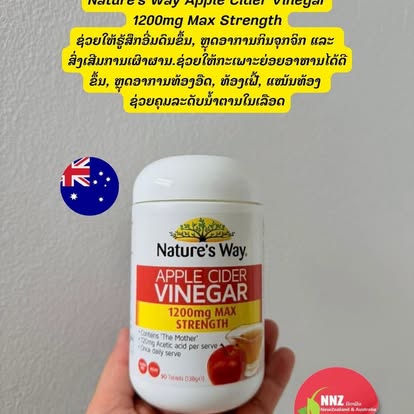 Nature's Way Apple Cider Vinegar
1200mg Max Strength
ຊ່ວຍໃຫ້ຮູ້ສຶກອີ່ມດົນຂຶ້ນ, ຫຼຸດອາການກິນຈຸກຈິກ ແລະ
ສົ່ງເສີມການເຜົາຜານ.ຊ່ວຍໃຫ້ກະເພາະຍ່ອຍອາຫານໄດ້ດີ
ຂຶ້ນ, ຫຼຸດອາການທ້ອງອືດ, ທ້ອງເຟີ້, ແໜ້ນທ້ອງ
ຊ່ວຍຄຸມລະດັບນ້ຳຕານໃນເລືອດ
Nature's Way
APPLE CIDER
VINEGAR
1200mg MAX
STRENGTH
• Contains 'The Mother'
• 120mg Acetic acid per serve
• Once daily serve
90 Tablets
NNZ
Newzealand & Australia